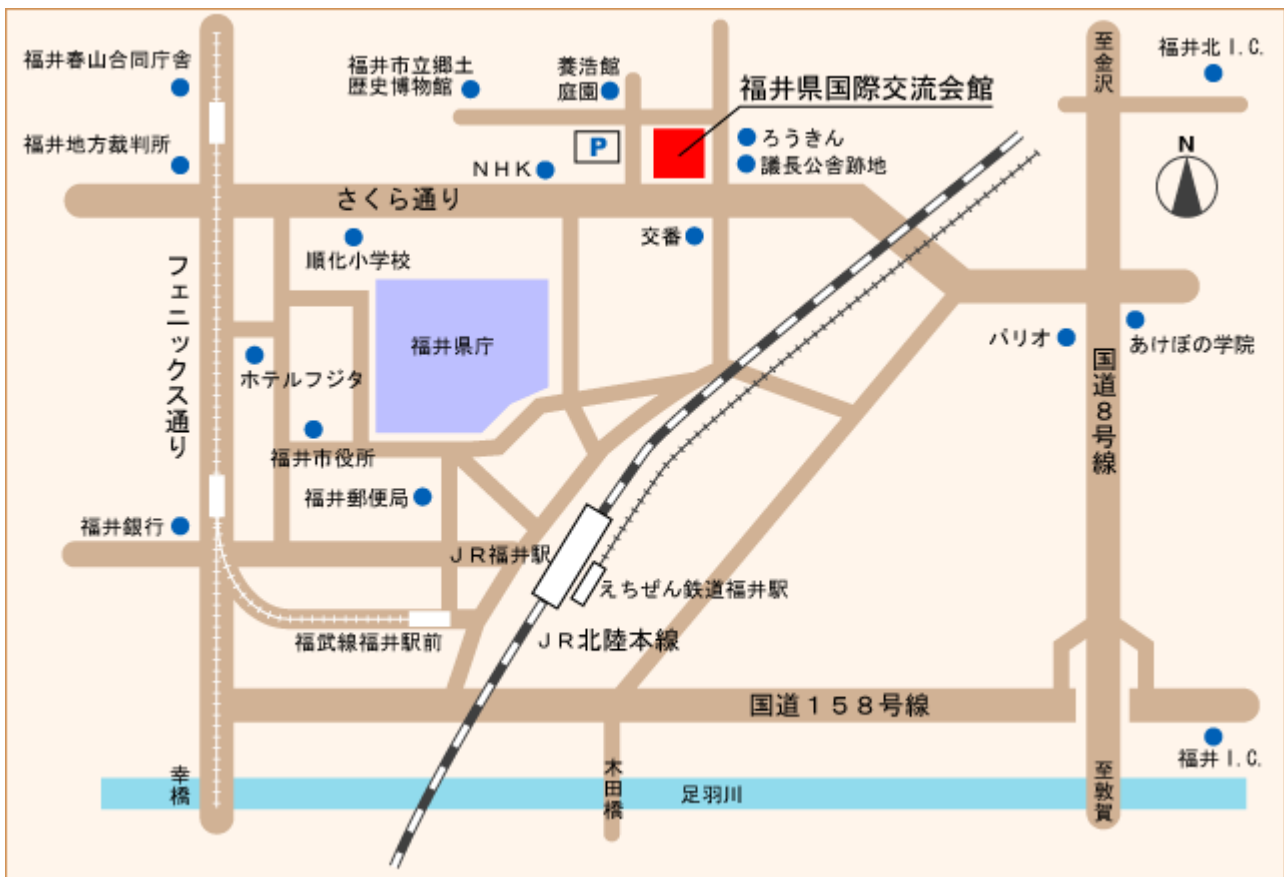 福井春山合同庁舎
福井市立郷土
歴史博物館
養浩館
庭園
福井県国際交流会館
至金沢
福井北I.C.
福井地方裁判所
NHK
P
ろうきん
議長公舎跡地
N
さくら通り
順化小学校
交番
フェニックス通り
福井県庁
パリオ
あけぼの学院
ホテルフジタ
国道8号線
福井市役所
福井郵便局
福井銀行
JR福井駅
えちぜん鉄道福井駅
福武線福井駅前
JR北陸本線
国道158号線
福井I.C.
幸橋
木田橋
足羽川
至敦賀